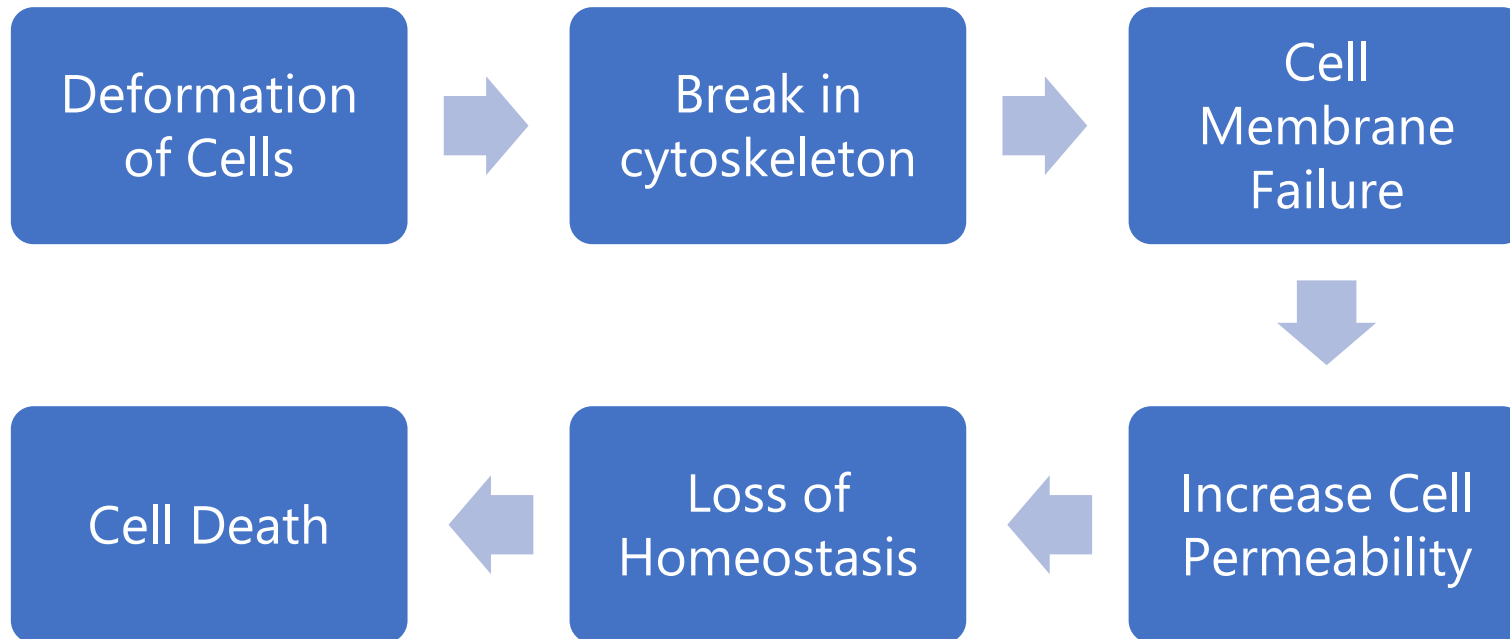 Deformation
of Cells
Break in
cytoskeleton
Cell
Membrane
Failure
Increase Cell
Permeability
Loss of
Homeostasis
Cell Death